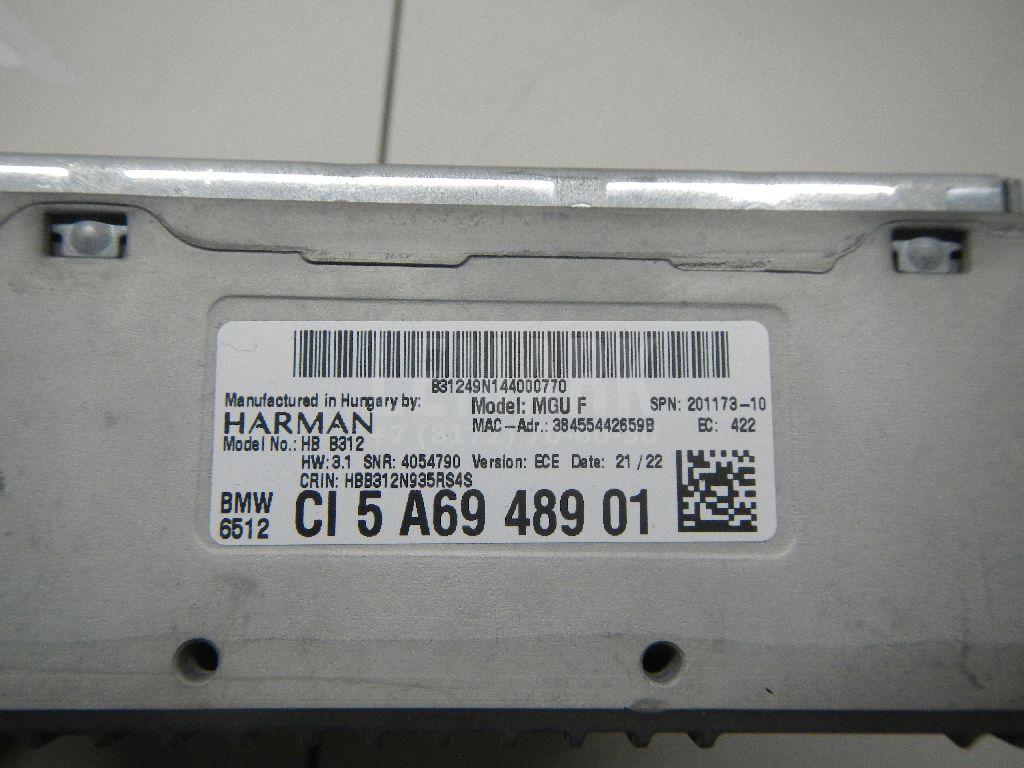 B31249N144000770
Manufactured in Hungary by: Model: MGU F SPN: 201173-10
HARMAN MAC-Adr.: 38455442659B EC: 422
Model No.: HB B312
HW: 3.1 SNR: 4054790 Version: ECE Date: 21/22
CRIN: HBB312N935RS4S
BMW
6512 CI 5 A69 489 01